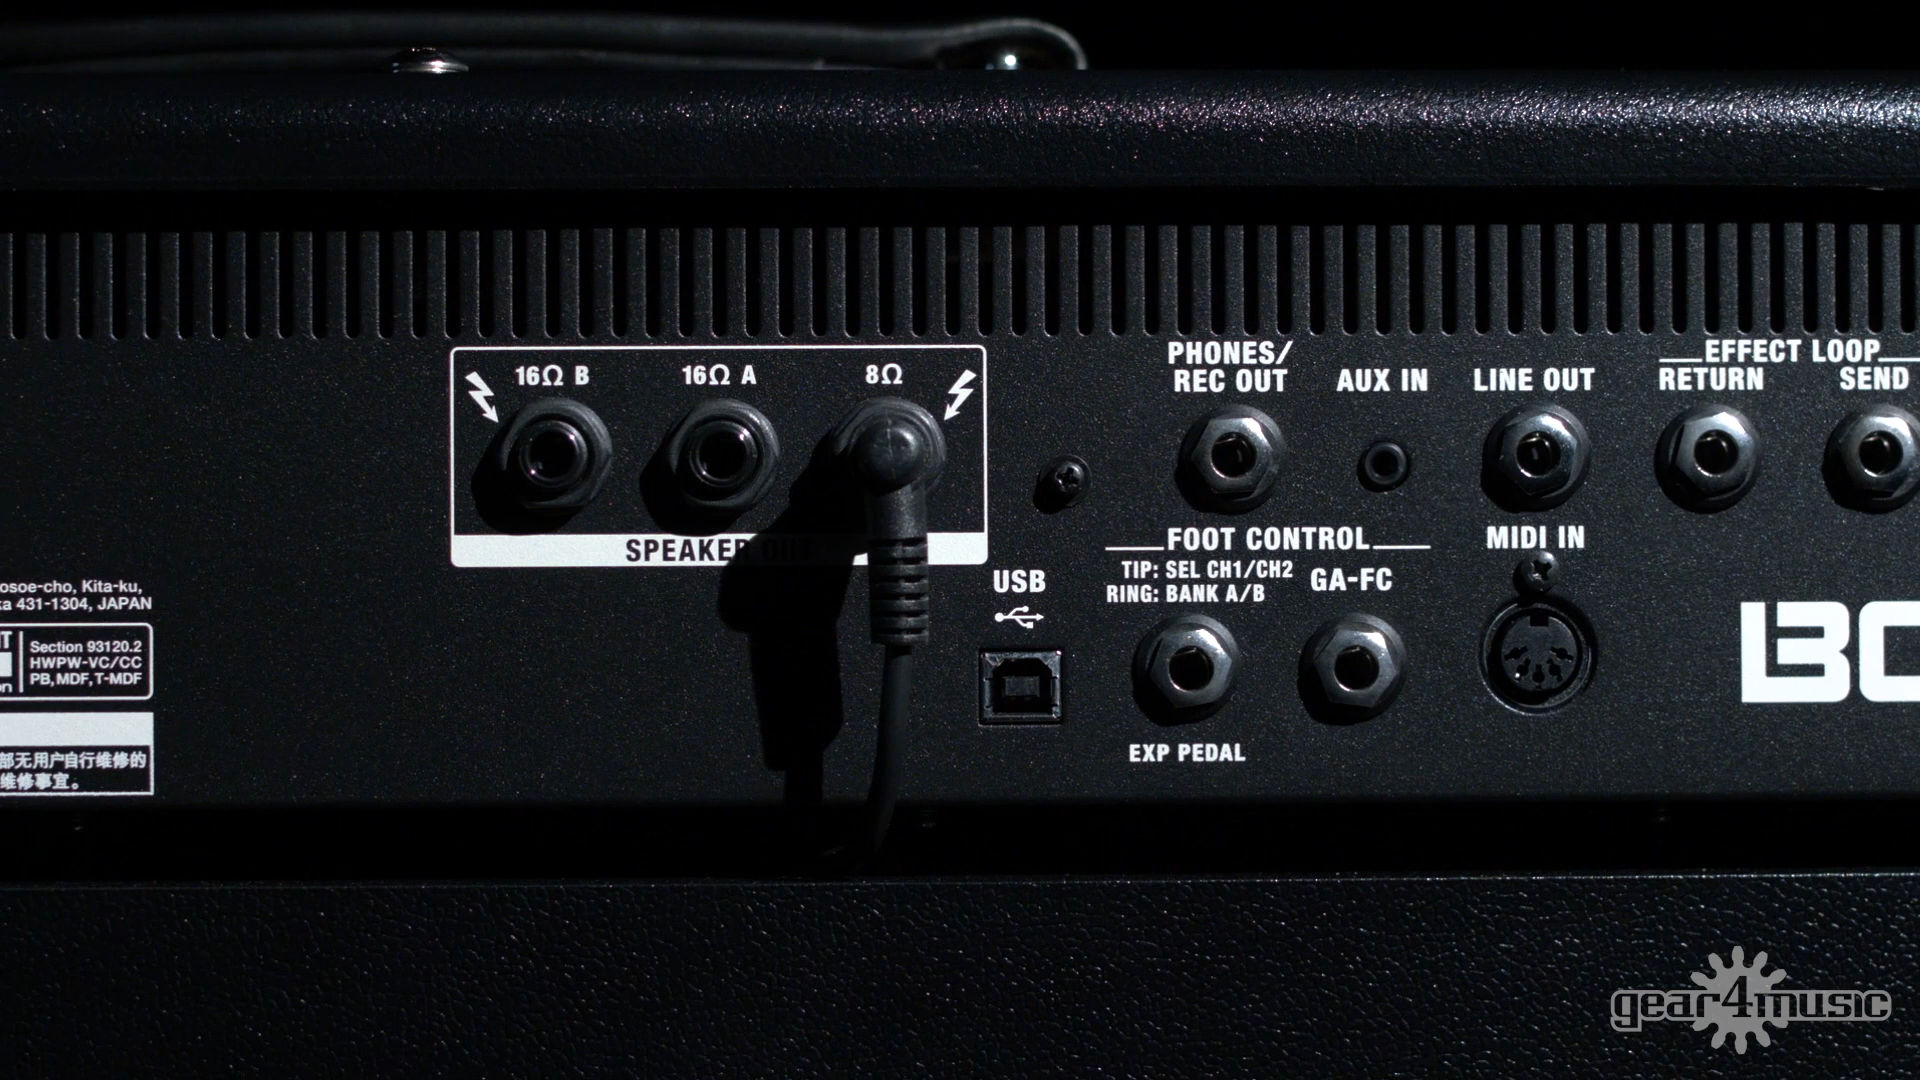 16Ω B
16Ω A
8Ω
SPEAKER OUT
PHONES/
REC OUT
AUX IN
LINE OUT
EFFECT LOOP
RETURN
SEND
FOOT CONTROL
TIP: SEL CH1/CH2
RING: BANK A/B
GA-FC
MIDI IN
USB
EXP PEDAL
osoe-cho, Kita-ku,
431-1304, JAPAN
Section 93120.2
HWPW-VC/CC
PB, MDF, T-MDF
部无用户自行维修的
维修事宜。
BO
gear4music